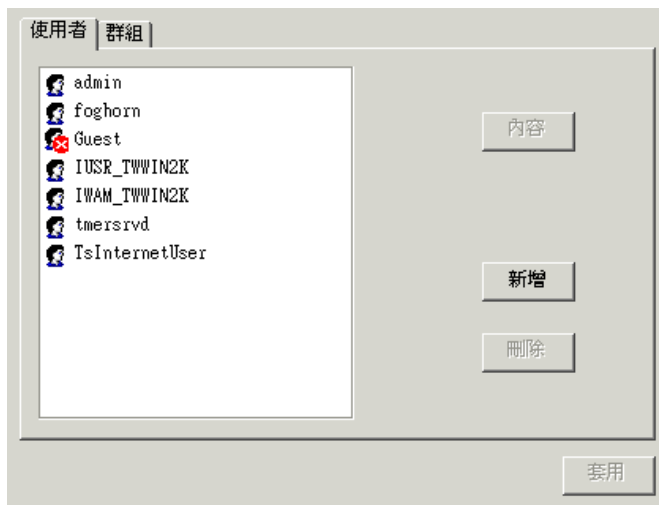 使用者 群組
admin
foghorn
內容
Guest
IUSR_TWWIN2K
IWAM_TWWIN2K
tmersrvd
TsInternetUser
新增
刪除
套用